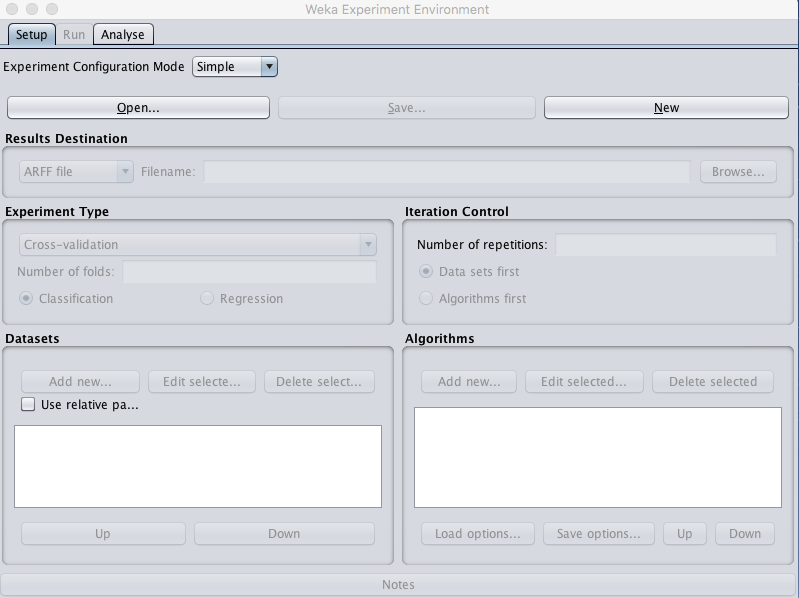 Weka Experiment Environment
Setup Run Analyse
Experiment Configuration Mode Simple
Open... Save... New
Results Destination
ARFF file Filename: Browse...
Experiment Type
Cross-validation
Number of folds:
Classification Regression
Iteration Control
Number of repetitions:
Data sets first
Algorithms first
Datasets
Add new... Edit selecte... Delete select...
Use relative pa...
Up Down
Algorithms
Add new... Edit selected... Delete selected
Load options... Save options... Up Down
Notes